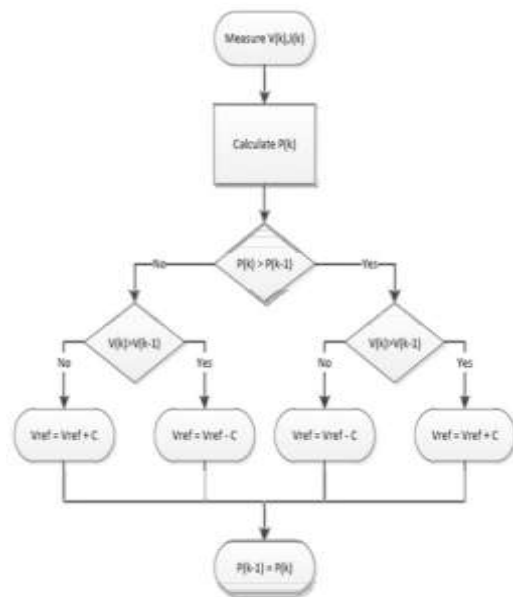 Measure V(k),I(k)
Calculate P(k)
P(k) > P(k-1)
No
Yes
V(k)>V(k-1)
V(k)>V(k-1)
No
Yes
No
Yes
Vref = Vref + C
Vref = Vref - C
Vref = Vref - C
Vref = Vref + C
P(k-1) = P(k)